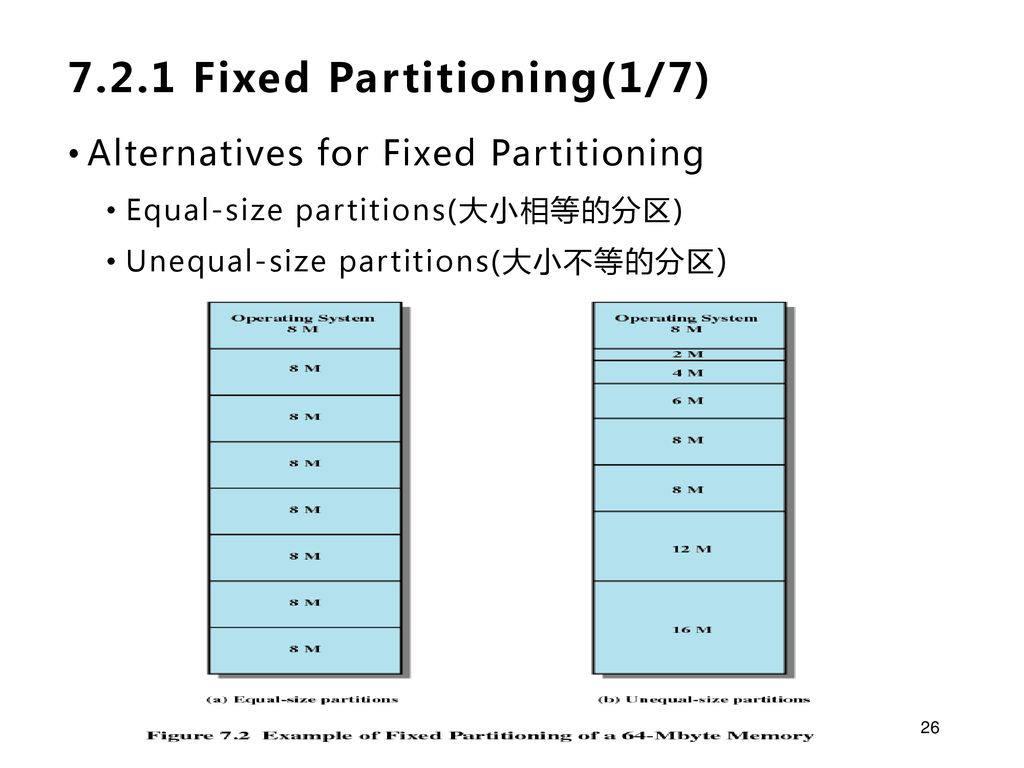 7.2.1 Fixed Partitioning(1/7)
• Alternatives for Fixed Partitioning
• Equal-size partitions(大小相等的分区)
• Unequal-size partitions(大小不等的分区)
Operating System
8 M
8 M
8 M
8 M
8 M
8 M
8 M
8 M
(a) Equal-size partitions
Operating System
8 M
2 M
4 M
6 M
8 M
8 M
12 M
16 M
(b) Unequal-size partitions
Figure 7.2 Example of Fixed Partitioning of a 64-Mbyte Memory
26